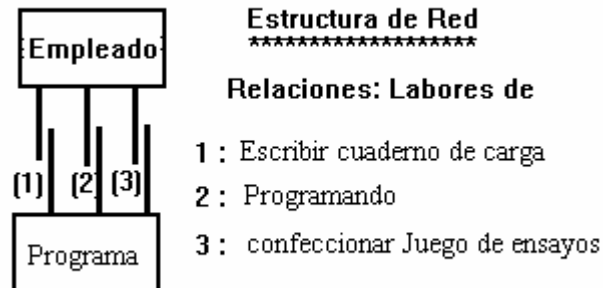 Estructura de Red
*******************
Empleado
Relaciones: Labores de
1 : Escribir cuaderno de carga
(1) (2) (3)
2 : Programando
3 : confeccionar Juego de ensayos
Programa